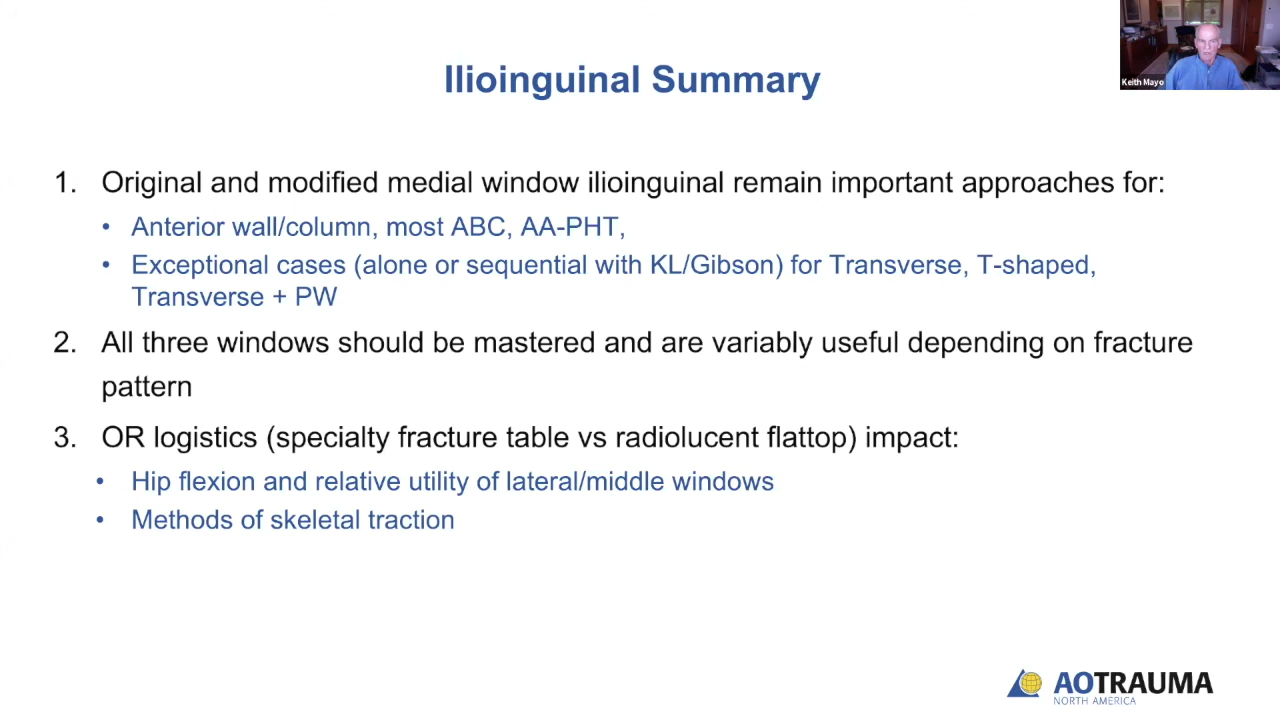 Ilioinguinal Summary
Keith Mayo
1. Original and modified medial window ilioinguinal remain important approaches for:
• Anterior wall/column, most ABC, AA-PHT,
• Exceptional cases (alone or sequential with KL/Gibson) for Transverse, T-shaped,
Transverse + PW
2. All three windows should be mastered and are variably useful depending on fracture
pattern
3. OR logistics (specialty fracture table vs radiolucent flattop) impact:
• Hip flexion and relative utility of lateral/middle windows
• Methods of skeletal traction
AOTRAUMA
NORTH AMERICA